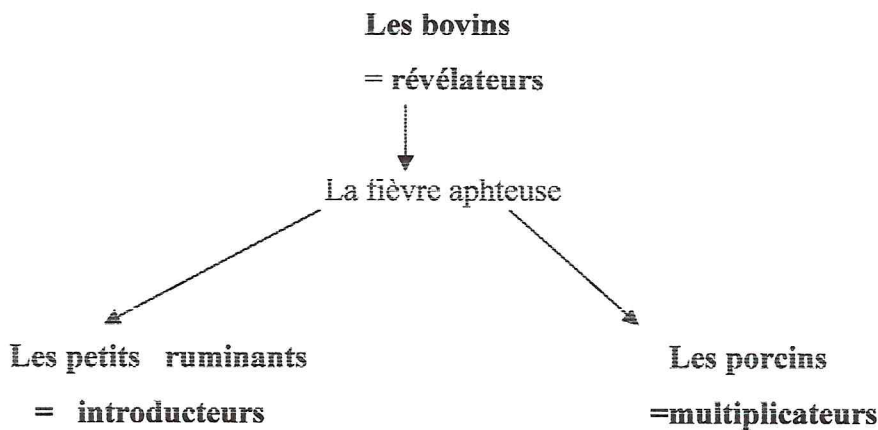 Les bovins
= révélateurs
La fièvre aphteuse
Les petits ruminants
= introducteurs
Les porcins
=multiplicateurs